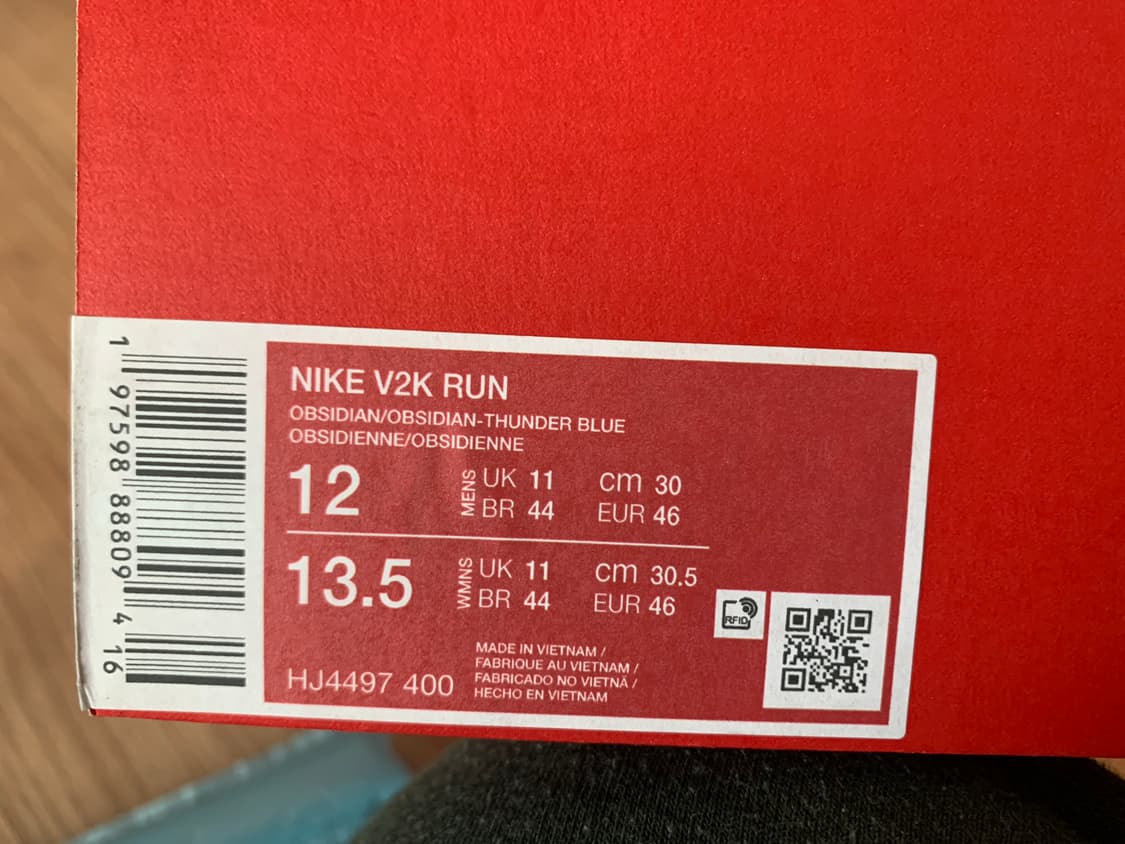 1 97598 88809 4 16
NIKE V2K RUN
OBSIDIAN/OBSIDIAN-THUNDER BLUE
OBSIDIENNE/OBSIDIENNE
12 MENS UK 11 cm 30
BR 44 EUR 46
13.5 WMNS UK 11 cm 30.5
BR 44 EUR 46
RFID
HJ4497 400
MADE IN VIETNAM /
FABRIQUE AU VIETNAM /
FABRICADO NO VIETNÃ /
HECHO EN VIETNAM